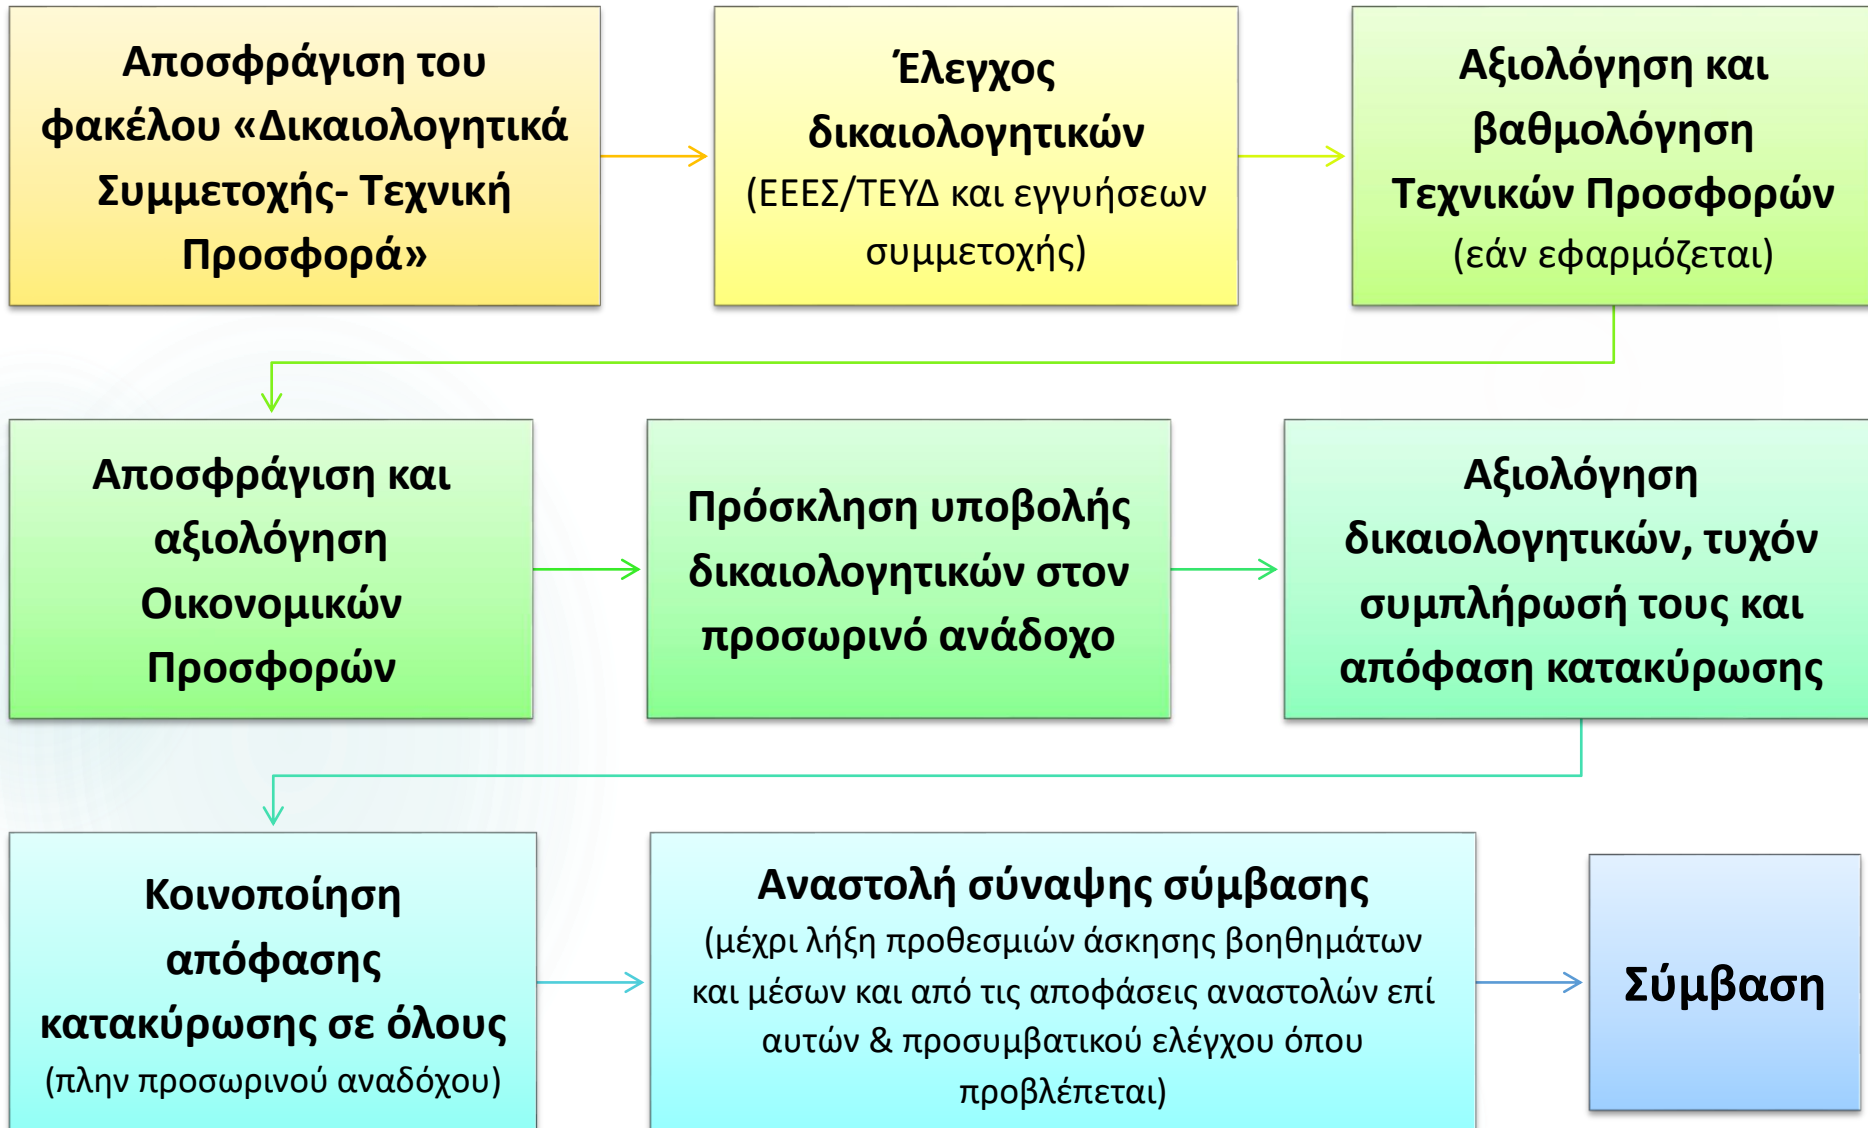 Αποσφράγιση του
φακέλου «Δικαιολογητικά
Συμμετοχής- Τεχνική
Προσφορά»
Έλεγχος
δικαιολογητικών
(ΕΕΕΣ/ΤΕΥΔ και εγγυήσεων
συμμετοχής)
Αξιολόγηση και
βαθμολόγηση
Τεχνικών Προσφορών
(εάν εφαρμόζεται)
Αποσφράγιση και
αξιολόγηση
Οικονομικών
Προσφορών
Πρόσκληση υποβολής
δικαιολογητικών στον
προσωρινό ανάδοχο
Αξιολόγηση
δικαιολογητικών, τυχόν
συμπλήρωσή τους και
απόφαση κατακύρωσης
Κοινοποίηση
απόφασης
κατακύρωσης σε όλους
(πλην προσωρινού αναδόχου)
Αναστολή σύναψης σύμβασης
(μέχρι λήξη προθεσμιών άσκησης βοηθημάτων
και μέσων και από τις αποφάσεις αναστολών επί
αυτών & προσυμβατικού ελέγχου όπου
προβλέπεται)
Σύμβαση